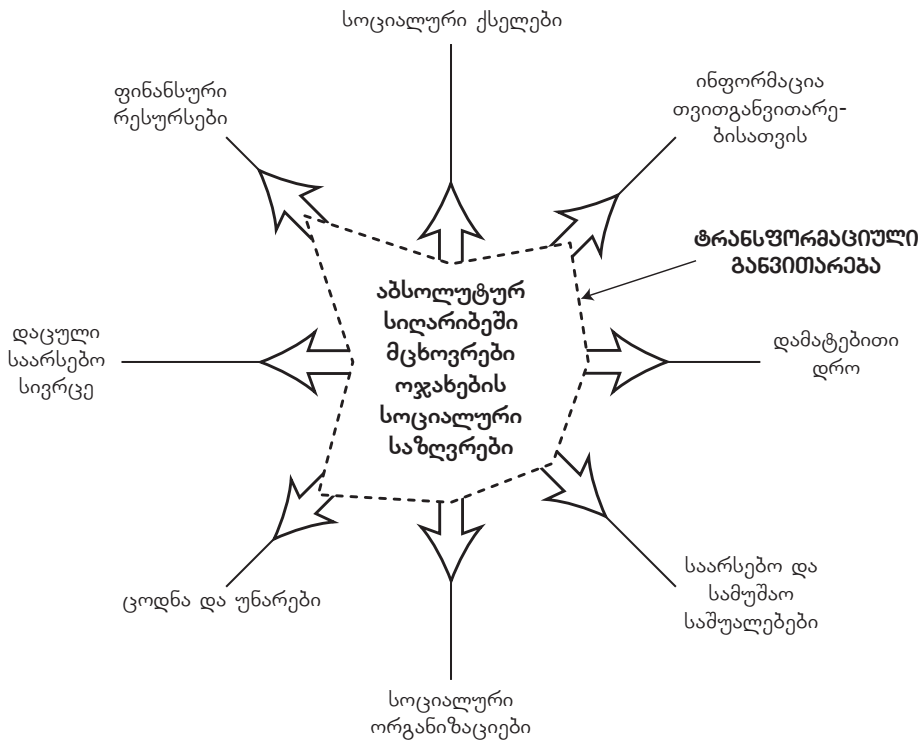 სოციალური ქსელები
ფინანსური
რესურსები
ინფორმაცია
თვითგანვითარე-
ბისათვის
ტრანსფორმაციული
განვითარება
აბსოლუტურ
სიღარიბეში
მცხოვრები
ოჯახების
სოციალური
საზღვრები
დაცული
საარსებო
სივრცე
დამატებითი
დრო
ცოდნა და უნარები
საარსებო და
სამუშაო
საშუალებები
სოციალური
ორგანიზაციები